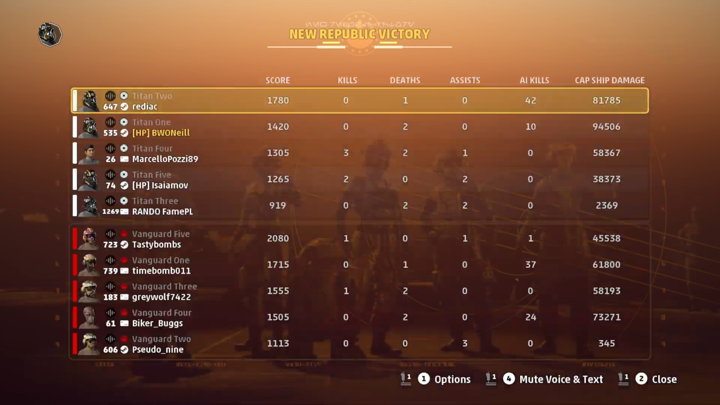 NEW REPUBLIC VICTORY
SCORE KILLS DEATHS ASSISTS AI KILLS CAP SHIP DAMAGE
Titan Two
647 rediac 1780 0 1 0 42 81785
Titan One
535 [HP] BWONeill 1420 0 2 0 10 94506
Titan Four
26 MarcelloPozzi89 1305 3 2 1 0 58367
Titan Five
74 [HP] Isaiamov 1265 2 0 2 0 38373
Titan Three
1269 RANDO FamePL 919 0 2 2 0 2369
Vanguard Five
723 Tastybombs 2080 1 0 1 1 45538
Vanguard One
739 timebomb011 1715 0 1 0 37 61800
Vanguard Three
183 greywolf7422 1555 1 2 0 0 58193
Vanguard Four
61 Biker_Buggs 1505 0 2 0 24 73271
Vanguard Two
606 Pseudo_nine 1113 0 0 3 0 345
1 1 Options 1 4 Mute Voice & Text 1 2 Close